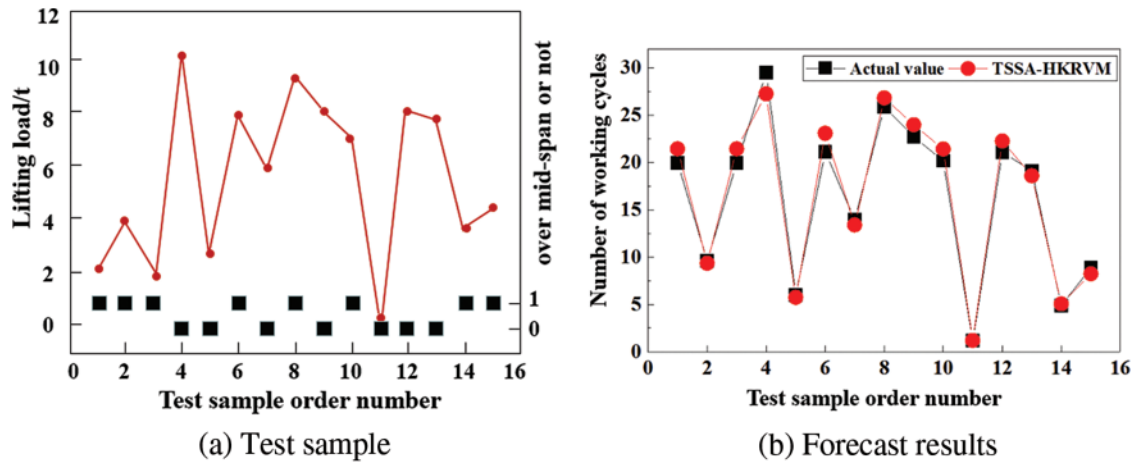 12
10
8
6
4
2
0
Lifting load/t
1
0
over mid-span or not
0 2 4 6 8 10 12 14 16
Test sample order number
(a) Test sample
30
25
20
15
10
5
0
Number of working cycles
Actual value TSSA-HKRVM
0 2 4 6 8 10 12 14 16
Test sample order number
(b) Forecast results